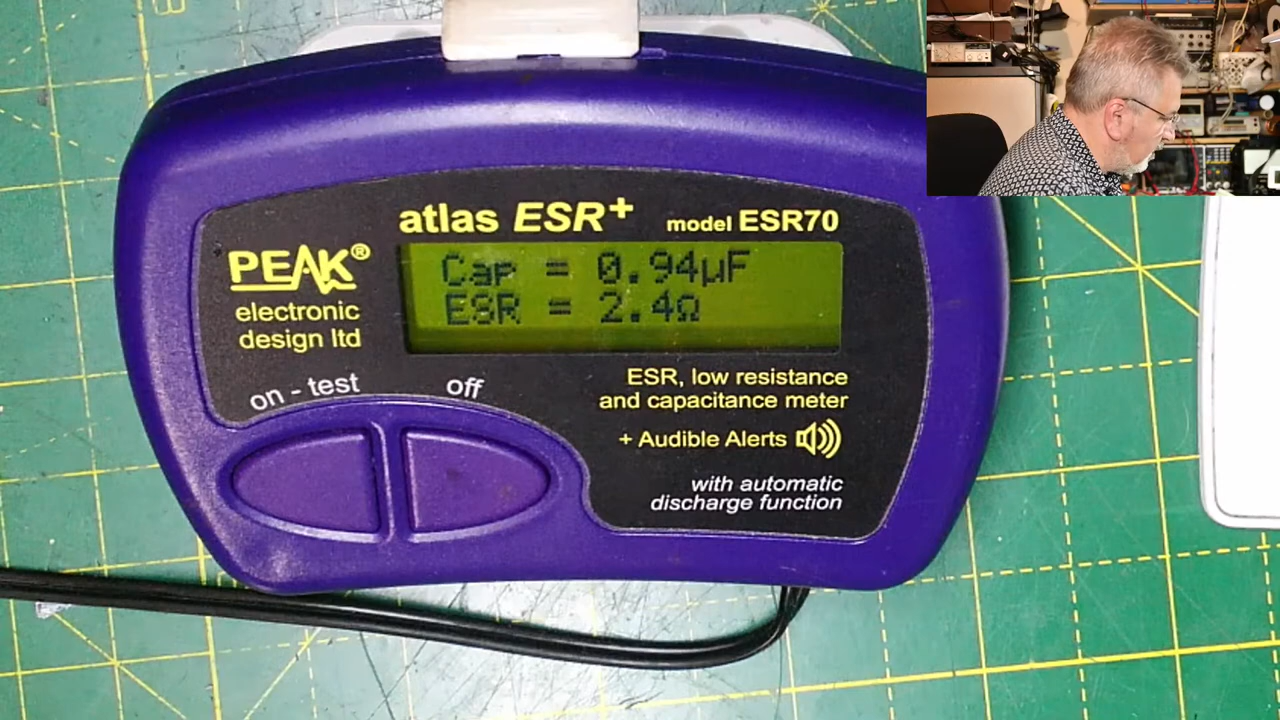 atlas ESR+
model ESR70
PEAK®
electronic
design ltd
Cap = 0.94µF
ESR = 2.4Ω
on - test
off
ESR, low resistance
and capacitance meter
+ Audible Alerts
with automatic
discharge function